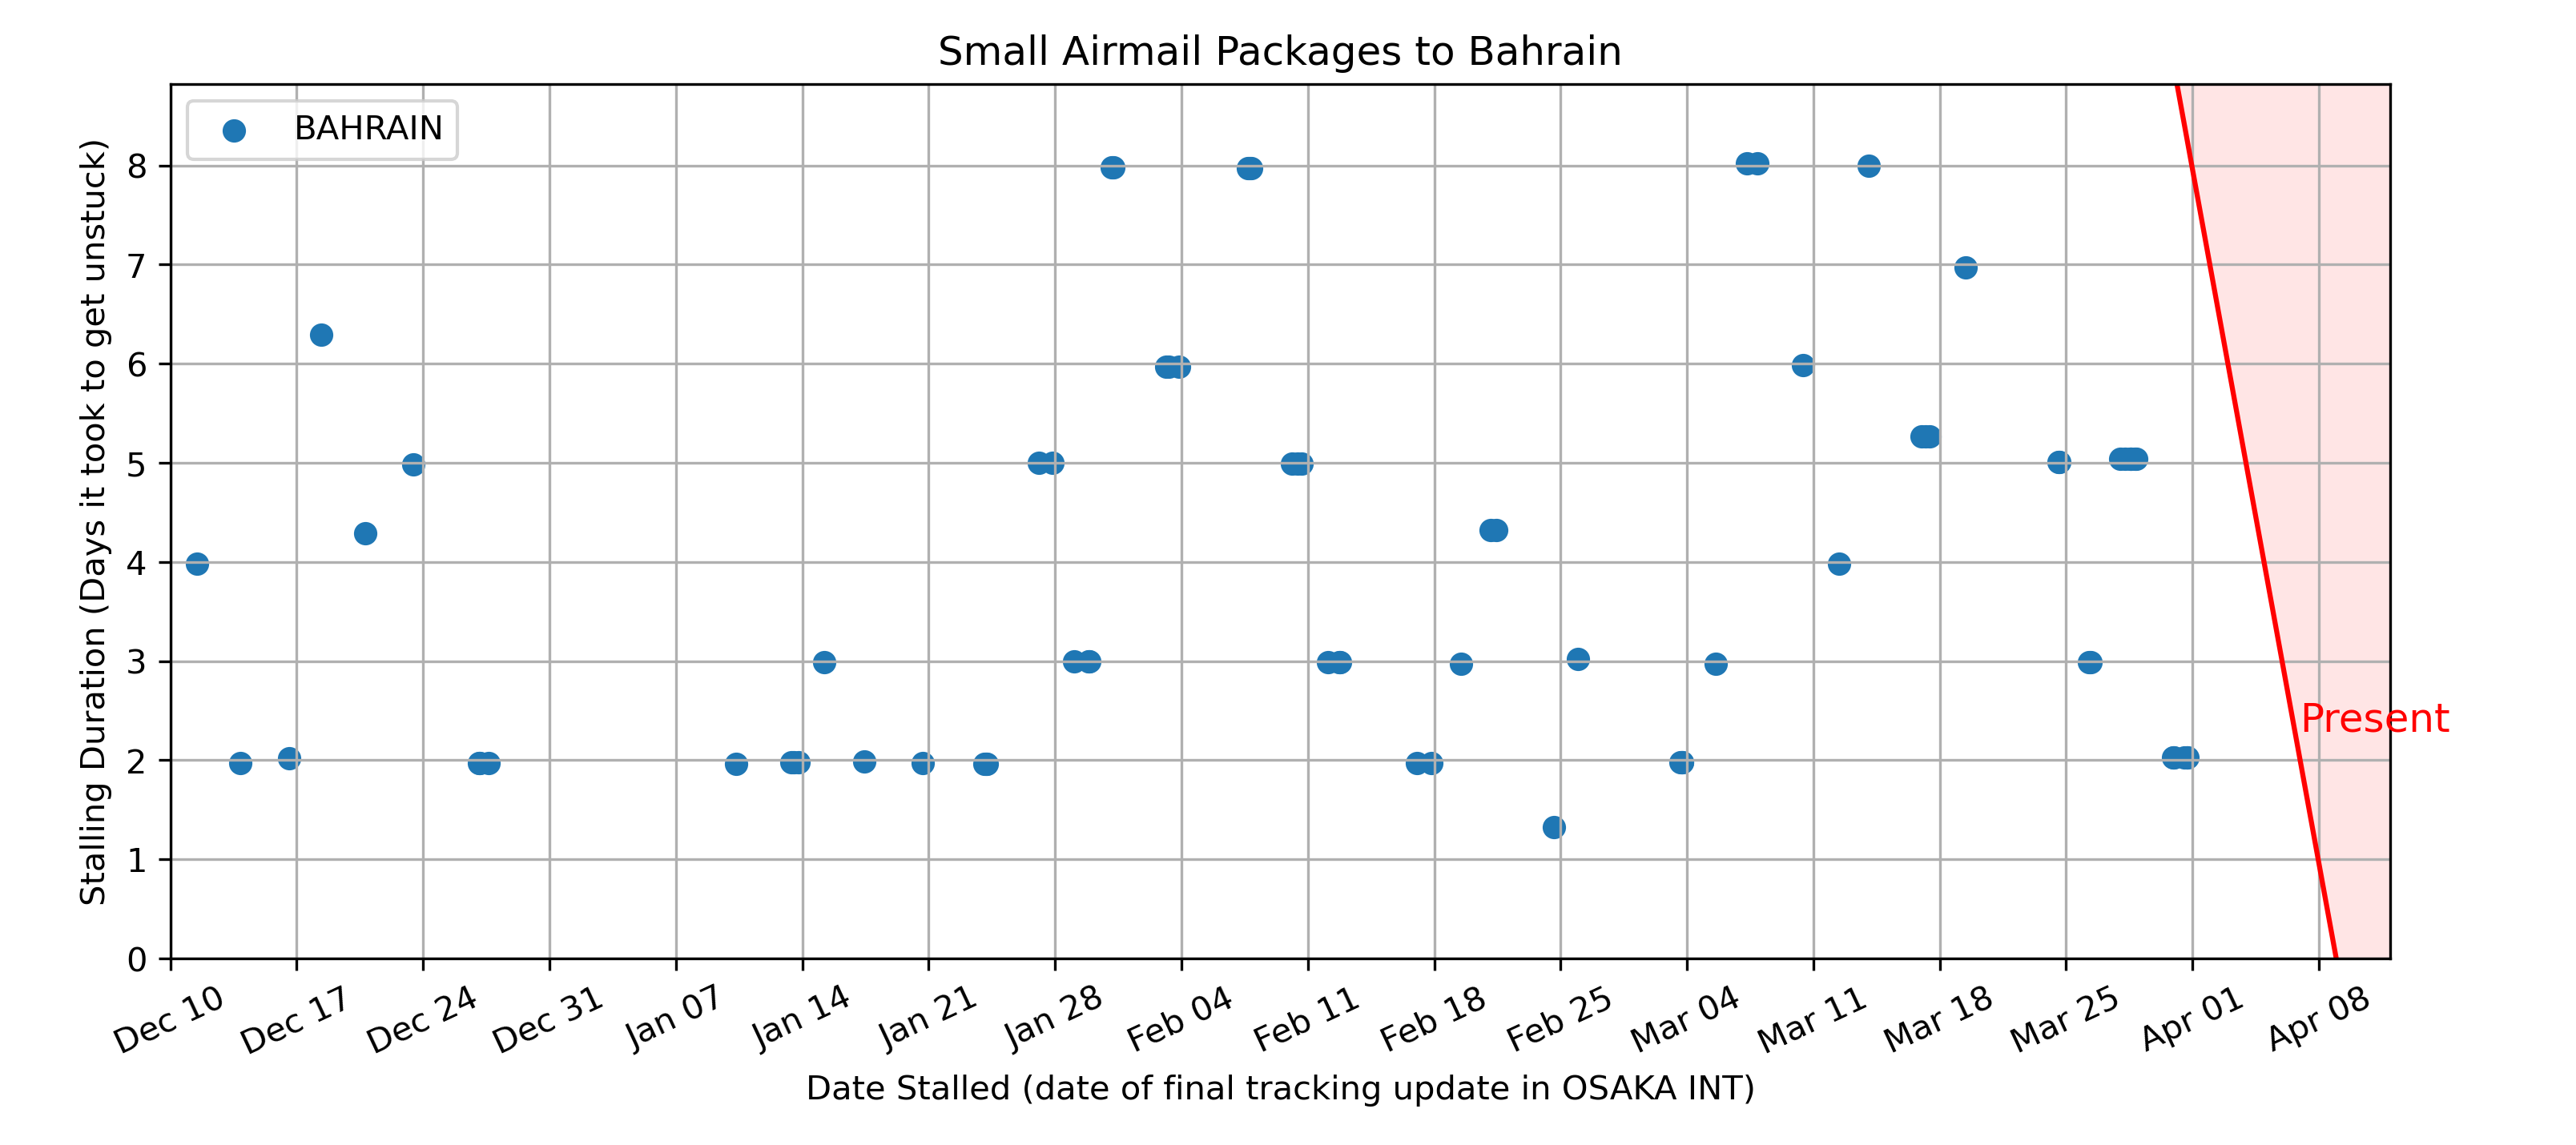 Small Airmail Packages to Bahrain
BAHRAIN
Stalling Duration (Days it took to get unstuck)
8
7
6
5
4
3
2
1
0
Present
Dec 10
Dec 17
Dec 24
Dec 31
Jan 07
Jan 14
Jan 21
Jan 28
Feb 04
Feb 11
Feb 18
Feb 25
Mar 04
Mar 11
Mar 18
Mar 25
Apr 01
Apr 08
Date Stalled (date of final tracking update in OSAKA INT)